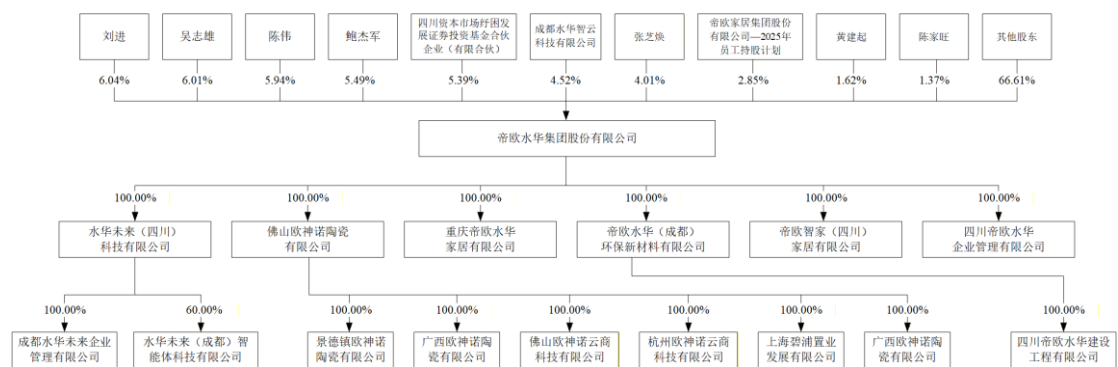 刘进
吴志雄
陈伟
鲍杰军
四川资本市场纾困发
展证券投资基金合伙
企业（有限合伙）
成都水华智云
科技有限公司
张芝焕
帝欧家居集团股份
有限公司—2025年
员工持股计划
黄建起
陈家旺
其他股东
6.04%
6.01%
5.94%
5.49%
5.39%
4.52%
4.01%
2.85%
1.62%
1.37%
66.61%
帝欧水华集团股份有限公司
100.00%
100.00%
100.00%
100.00%
100.00%
100.00%
水华未来（四川）
科技有限公司
佛山欧神诺陶瓷
有限公司
重庆帝欧水华
家居有限公司
帝欧水华（成都）
环保新材料有限公司
帝欧智家（四川）
家居有限公司
四川帝欧水华
企业管理有限公司
100.00%
60.00%
100.00%
100.00%
100.00%
100.00%
100.00%
100.00%
100.00%
成都水华未来企业
管理有限公司
水华未来（成都）智
能体科技有限公司
景德镇欧神诺
陶瓷有限公司
广西欧神诺陶
瓷有限公司
佛山欧神诺云商
科技有限公司
杭州欧神诺云商
科技有限公司
上海碧浦置业
发展有限公司
广西欧神诺陶
瓷有限公司
四川帝欧水华建设
工程有限公司